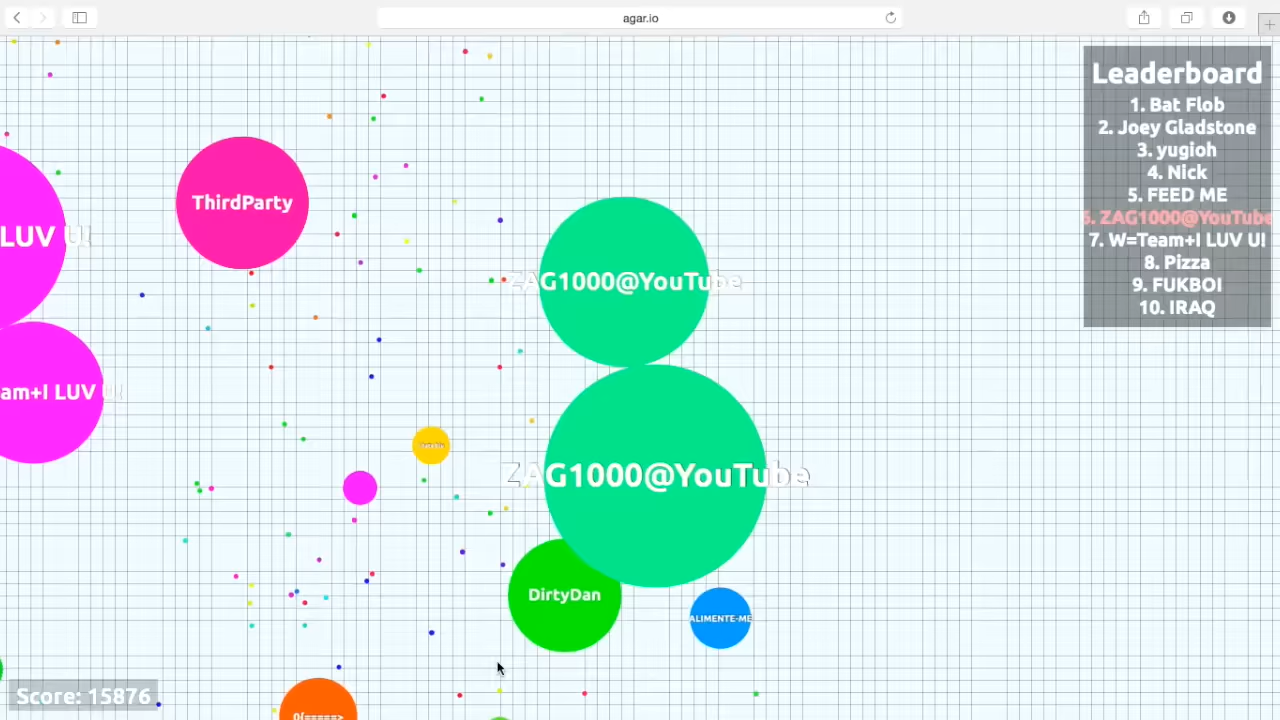 agar.io
Leaderboard
1. Bat Flob
2. Joey Gladstone
3. yugioh
4. Nick
5. FEED ME
6. ZAG1000@YouTube
7. W=Team+I LUV U!
8. Pizza
9. FUKBOI
10. IRAQ
ThirdParty
LUV U!
ZAG1000@YouTube
am+I LUV U!
ZAG1000@YouTube
DirtyDan
ALIMENTE-ME
Score: 15876
0[=====>